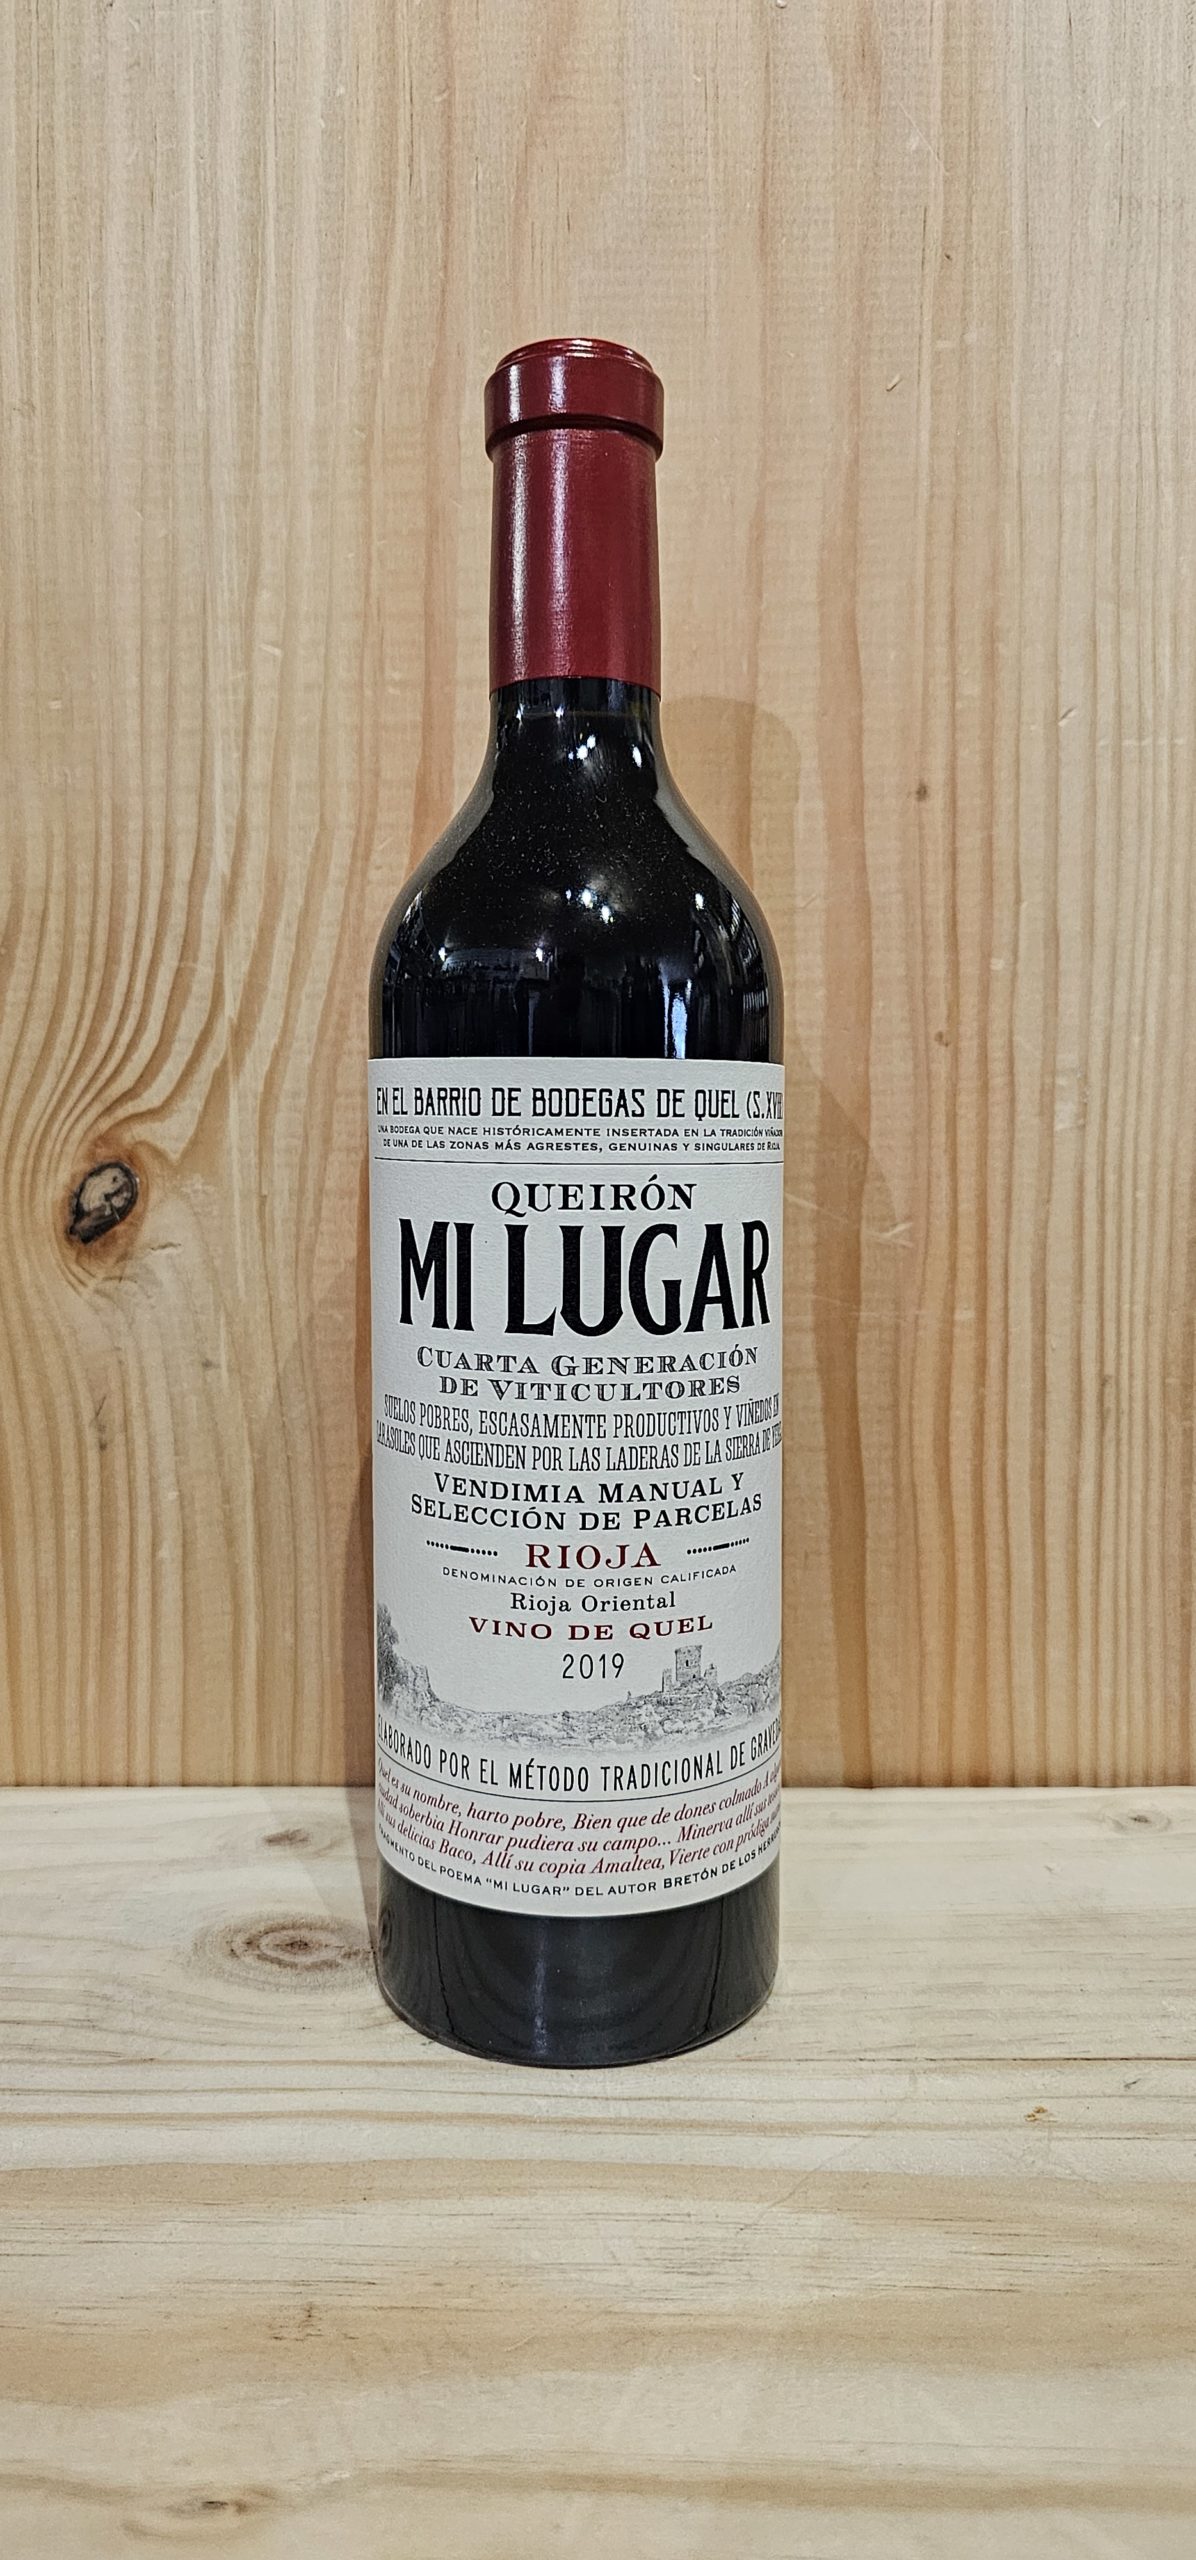 EN EL BARRIO DE BODEGAS DE QUEL
UNA BODEGA QUE NACE HISTÓRICAMENTE INSERTADA EN LA TRADICIÓN
DE UNA DE LAS ZONAS MÁS AGRESTES, GENUINAS Y SINGULARES DE RIOJA
QUEIRÓN
MI LUGAR
CUARTA GENERACIÓN
DE VITICULTORES
SUELOS POBRES, ESCASAMENTE PRODUCTIVOS Y VIÑEDOS EN
QUE ASCIENDEN POR LAS LADERAS DE LA SIERRA DE
VENDIMIA MANUAL Y
SELECCIÓN DE PARCELAS
RIOJA
DENOMINACIÓN DE ORIGEN CALIFICADA
Rioja Oriental
VINO DE QUEL
2019
ELABORADO POR EL MÉTODO TRADICIONAL DE
Quel es su nombre, harto pobre, Bien que de dones colmado A
soberbia Honrar pudiera su campo... Minerva allí sus
Allí sus delicias Baco, Allí su copia Amaltea, Vierte con pródiga
DEL POEMA "MI LUGAR" DEL AUTOR BRETÓN DE LOS